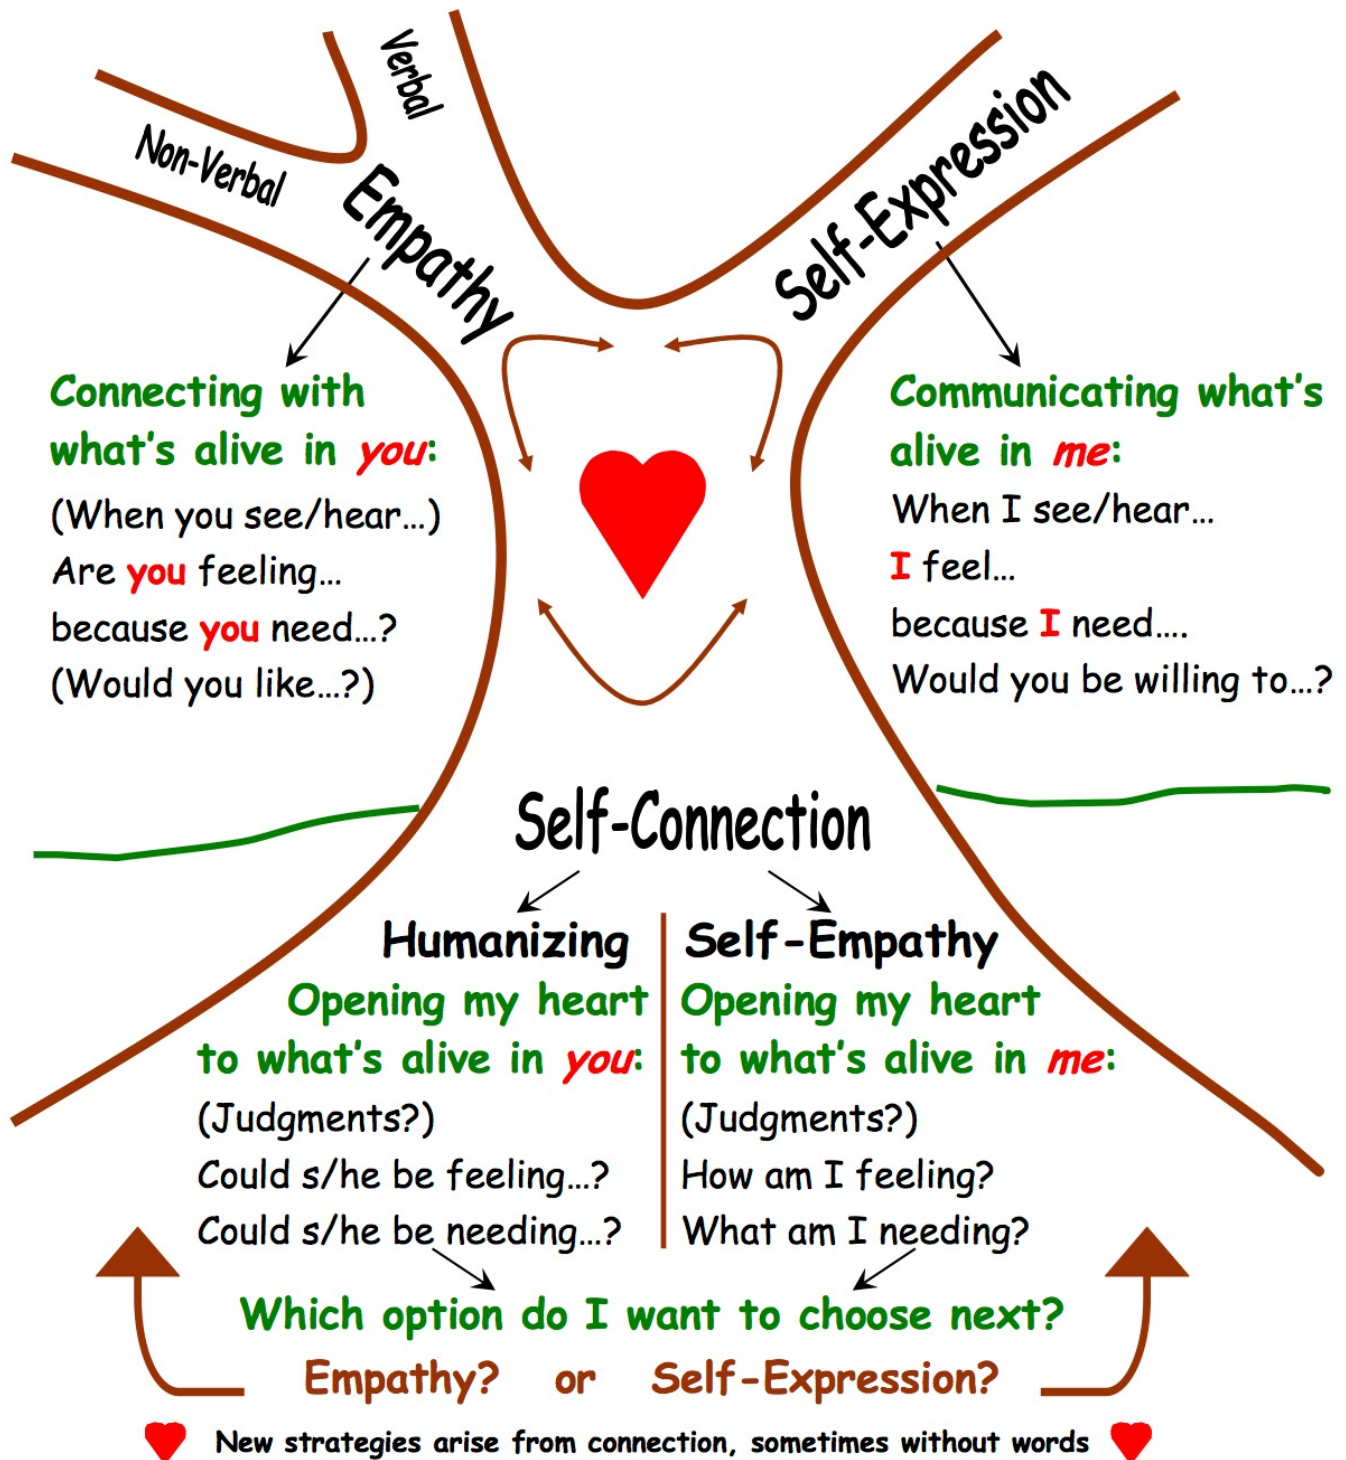 Verbal
Non-Verbal
Empathy
Self-Expression
Connecting with
what's alive in you:
(When you see/hear…)
Are you feeling…
because you need…?
(Would you like…?)
Communicating what's
alive in me:
When I see/hear…
I feel…
because I need….
Would you be willing to…?
Self-Connection
Humanizing
Opening my heart
to what's alive in you:
(Judgments?)
Could s/he be feeling…?
Could s/he be needing…?
Self-Empathy
Opening my heart
to what's alive in me:
(Judgments?)
How am I feeling?
What am I needing?
Which option do I want to choose next?
Empathy? or Self-Expression?
New strategies arise from connection, sometimes without words